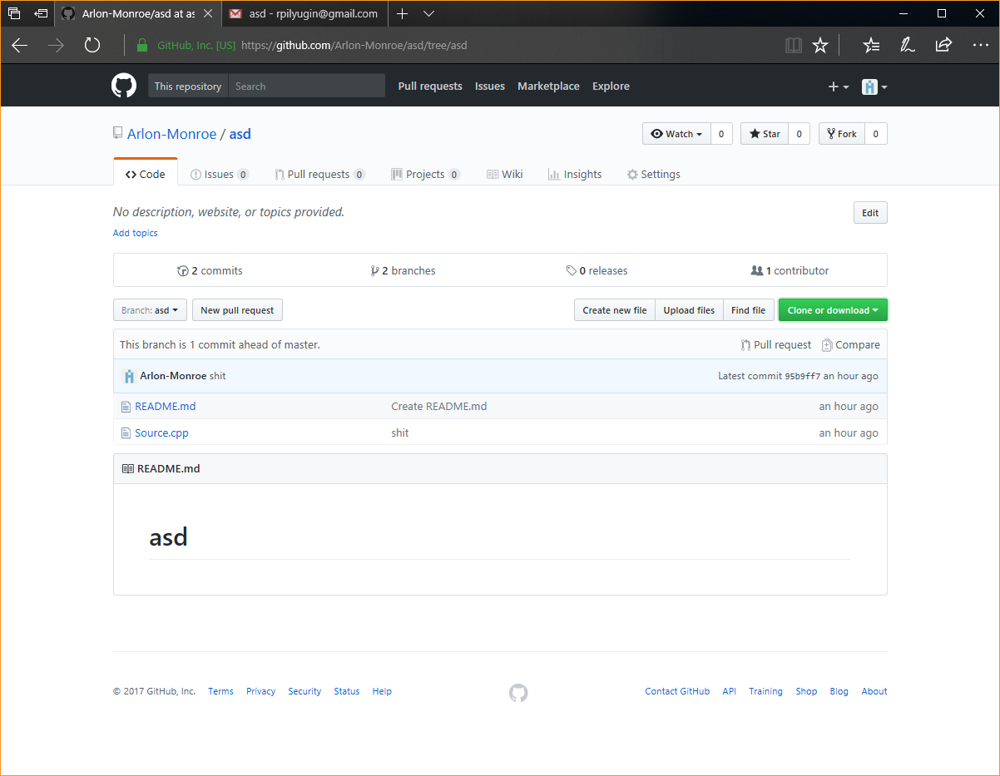 Arlon-Monroe/asd at as
asd - rpilyugin@gmail.com
GitHub, Inc. [US] https://github.com/Arlon-Monroe/asd/tree/asd
This repository Search Pull requests Issues Marketplace Explore
Arlon-Monroe / asd
Watch 0 Star 0 Fork 0
Code Issues 0 Pull requests 0 Projects 0 Wiki Insights Settings
No description, website, or topics provided.
Edit
Add topics
2 commits 2 branches 0 releases 1 contributor
Branch: asd New pull request Create new file Upload files Find file Clone or download
This branch is 1 commit ahead of master. Pull request Compare
Arlon-Monroe shit Latest commit 95b9ff7 an hour ago
README.md Create README.md an hour ago
Source.cpp shit an hour ago
README.md
asd
© 2017 GitHub, Inc. Terms Privacy Security Status Help Contact GitHub API Training Shop Blog About